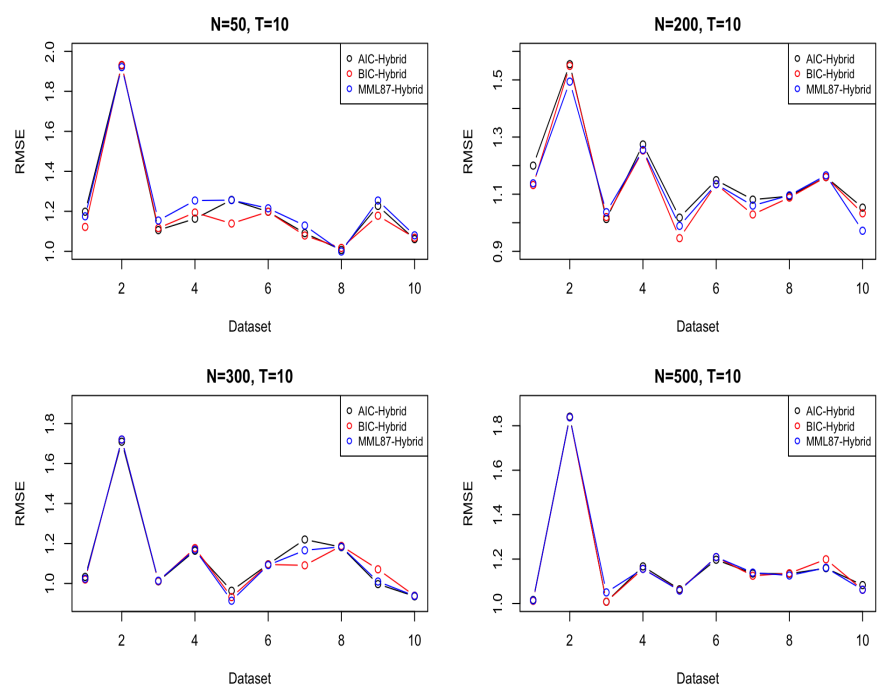 N=50, T=10
RMSE
2.0
1.8
1.6
1.4
1.2
1.0
AIC-Hybrid
BIC-Hybrid
MML87-Hybrid
2 4 6 8 10
Dataset
N=200, T=10
RMSE
1.5
1.3
1.1
0.9
AIC-Hybrid
BIC-Hybrid
MML87-Hybrid
2 4 6 8 10
Dataset
N=300, T=10
RMSE
1.8
1.6
1.4
1.2
1.0
AIC-Hybrid
BIC-Hybrid
MML87-Hybrid
2 4 6 8 10
Dataset
N=500, T=10
RMSE
1.8
1.6
1.4
1.2
1.0
AIC-Hybrid
BIC-Hybrid
MML87-Hybrid
2 4 6 8 10
Dataset